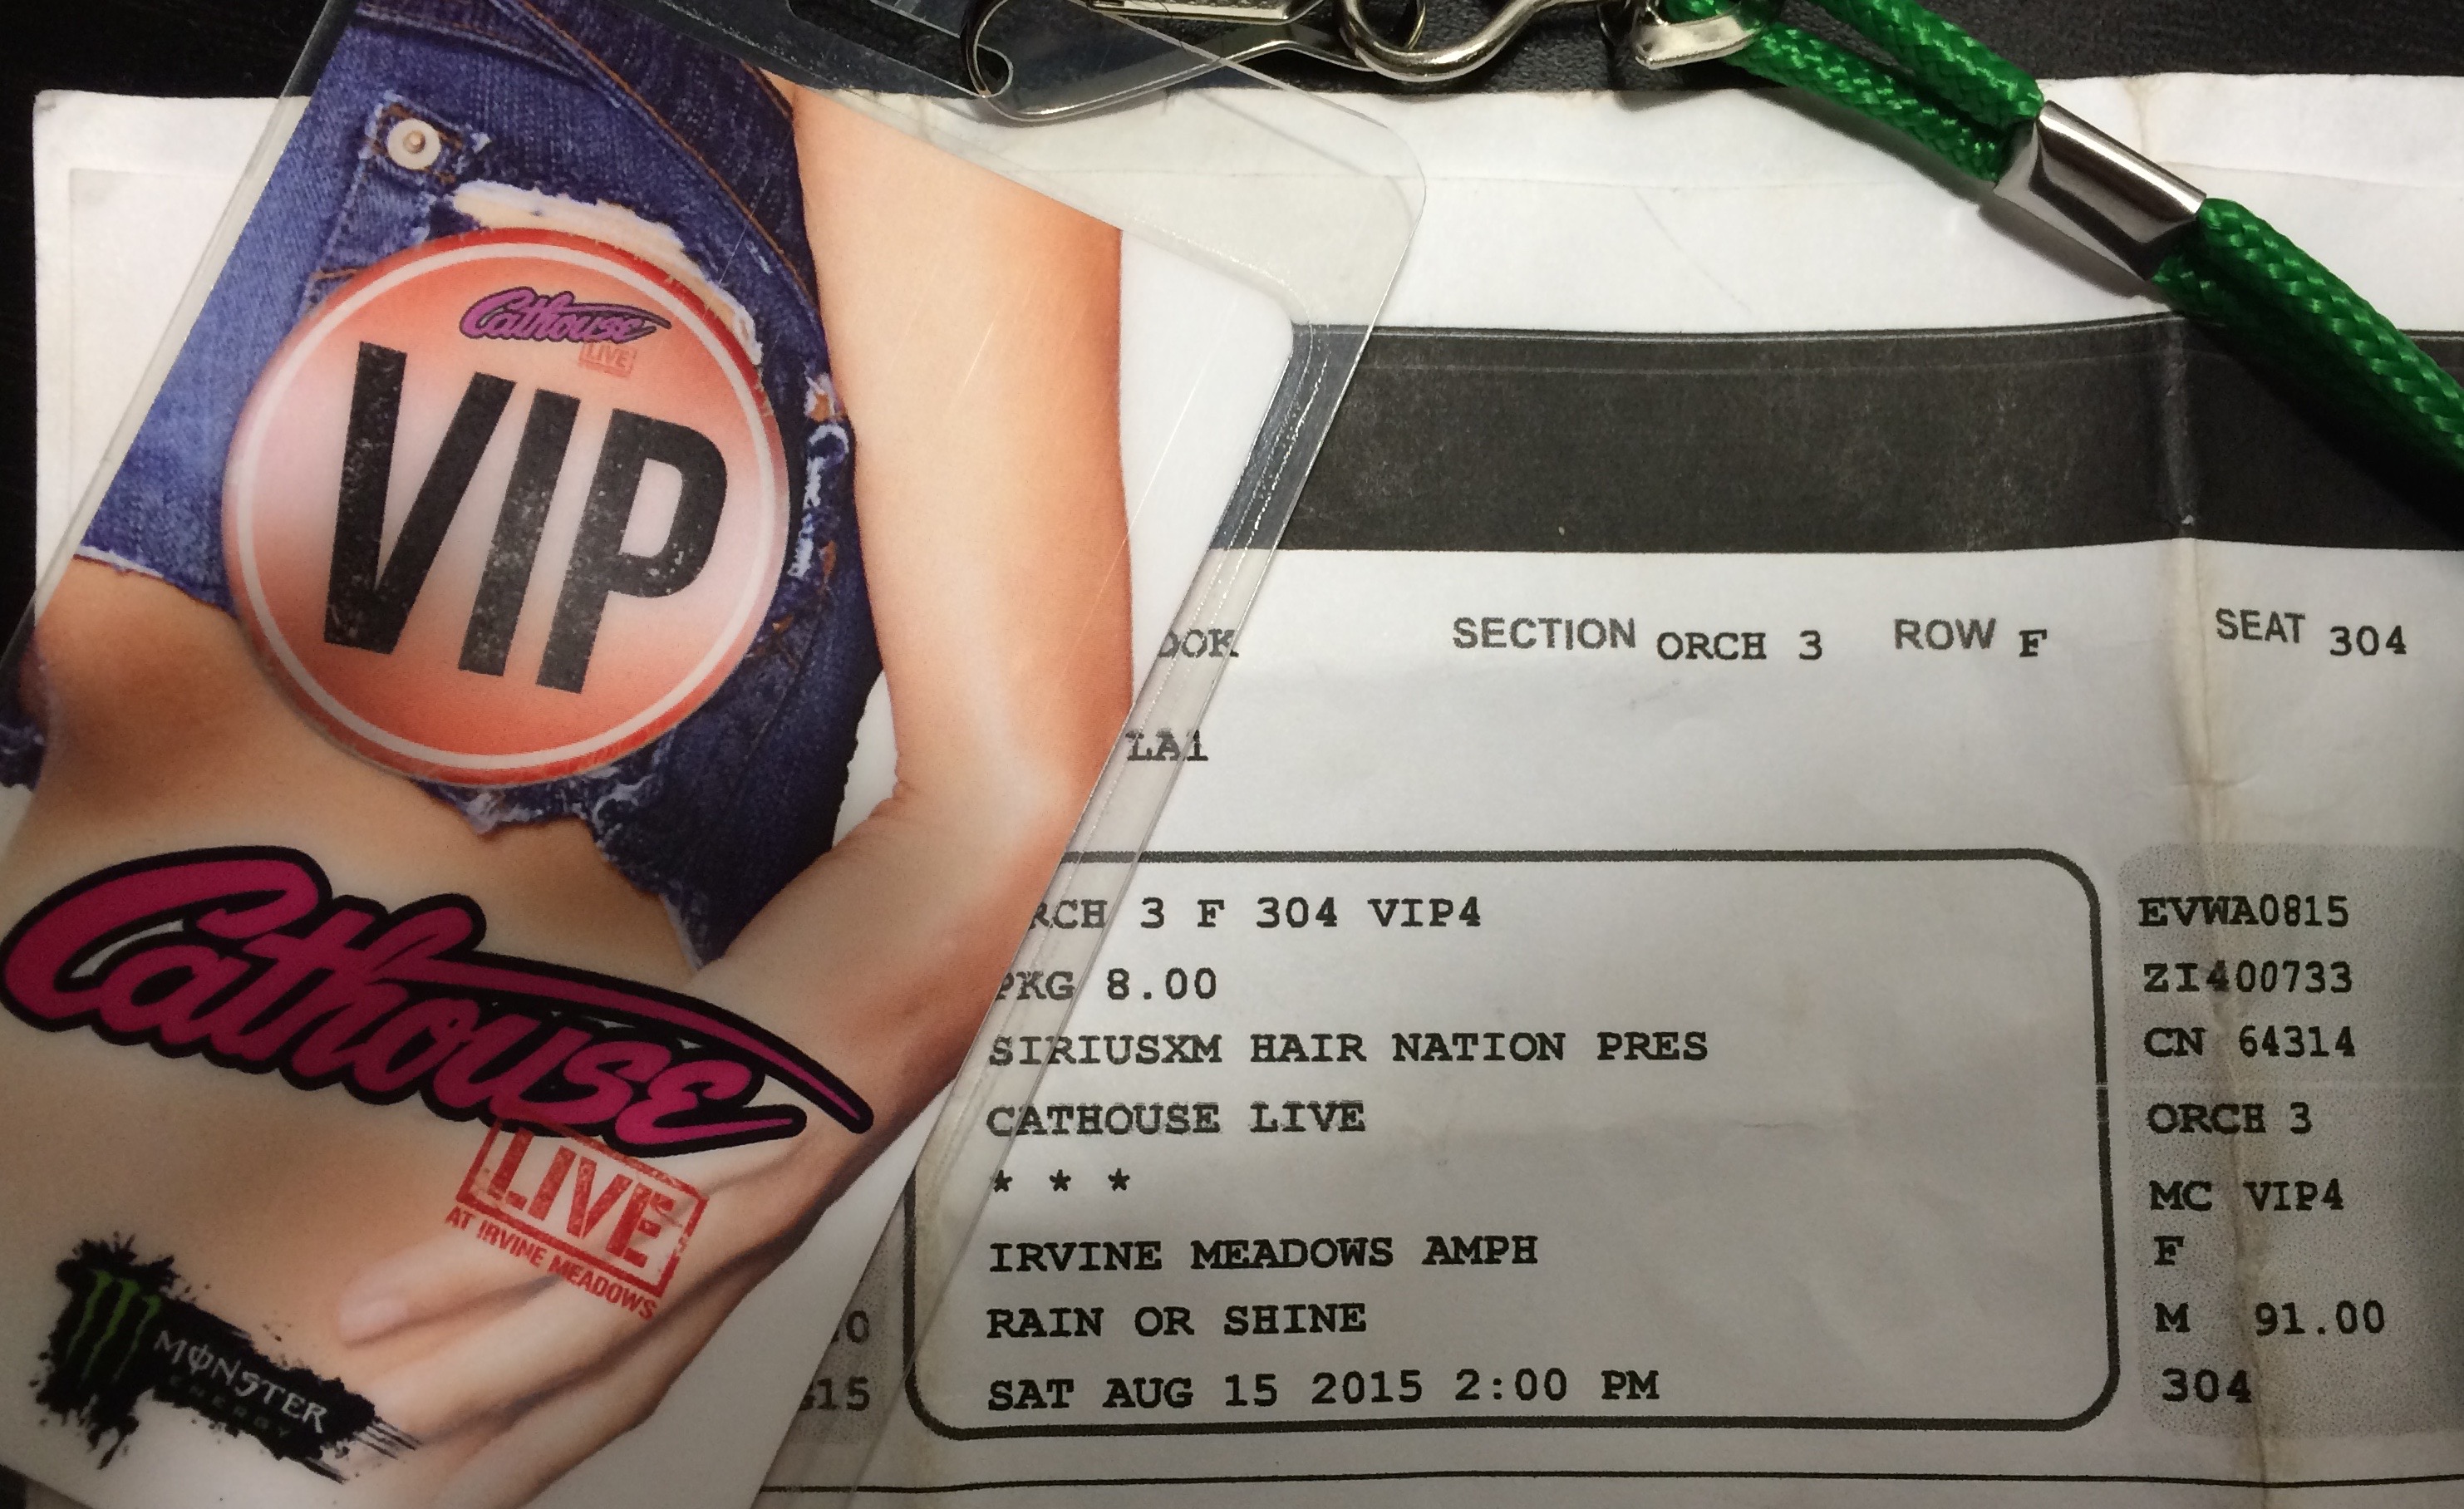 Cathouse
LIVE
VIP
Cathouse
LIVE
AT IRVINE MEADOWS
MONSTER
ENERGY
SECTION ORCH 3 ROW F SEAT 304
LA1
3 F 304 VIP4
PKG 8.00
SIRIUSXM HAIR NATION PRES
CATHOUSE LIVE
* * *
IRVINE MEADOWS AMPH
RAIN OR SHINE
SAT AUG 15 2015 2:00 PM
EVWA0815
ZI400733
CN 64314
ORCH 3
MC VIP4
F
M 91.00
304